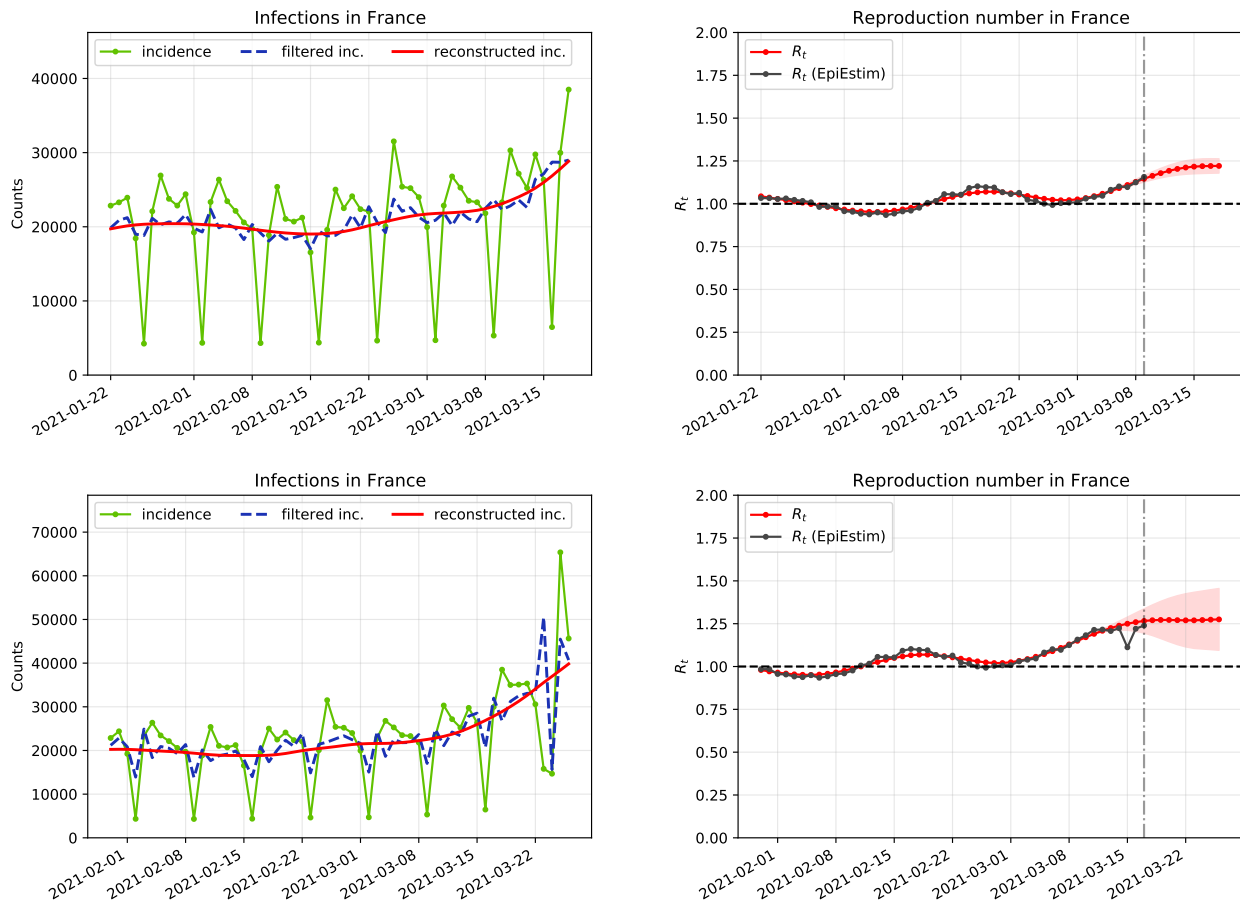 Infections in France
incidence filtered inc. reconstructed inc.
Counts
40000
30000
20000
10000
0
2021-01-22 2021-02-01 2021-02-08 2021-02-15 2021-02-22 2021-03-01 2021-03-08 2021-03-15
Reproduction number in France
R_t
R_t (EpiEstim)
R_t
2.00
1.75
1.50
1.25
1.00
0.75
0.50
0.25
0.00
2021-01-22 2021-02-01 2021-02-08 2021-02-15 2021-02-22 2021-03-01 2021-03-08 2021-03-15
Infections in France
incidence filtered inc. reconstructed inc.
Counts
70000
60000
50000
40000
30000
20000
10000
0
2021-02-01 2021-02-08 2021-02-15 2021-02-22 2021-03-01 2021-03-08 2021-03-15 2021-03-22
Reproduction number in France
R_t
R_t (EpiEstim)
R_t
2.00
1.75
1.50
1.25
1.00
0.75
0.50
0.25
0.00
2021-02-01 2021-02-08 2021-02-15 2021-02-22 2021-03-01 2021-03-08 2021-03-15 2021-03-22